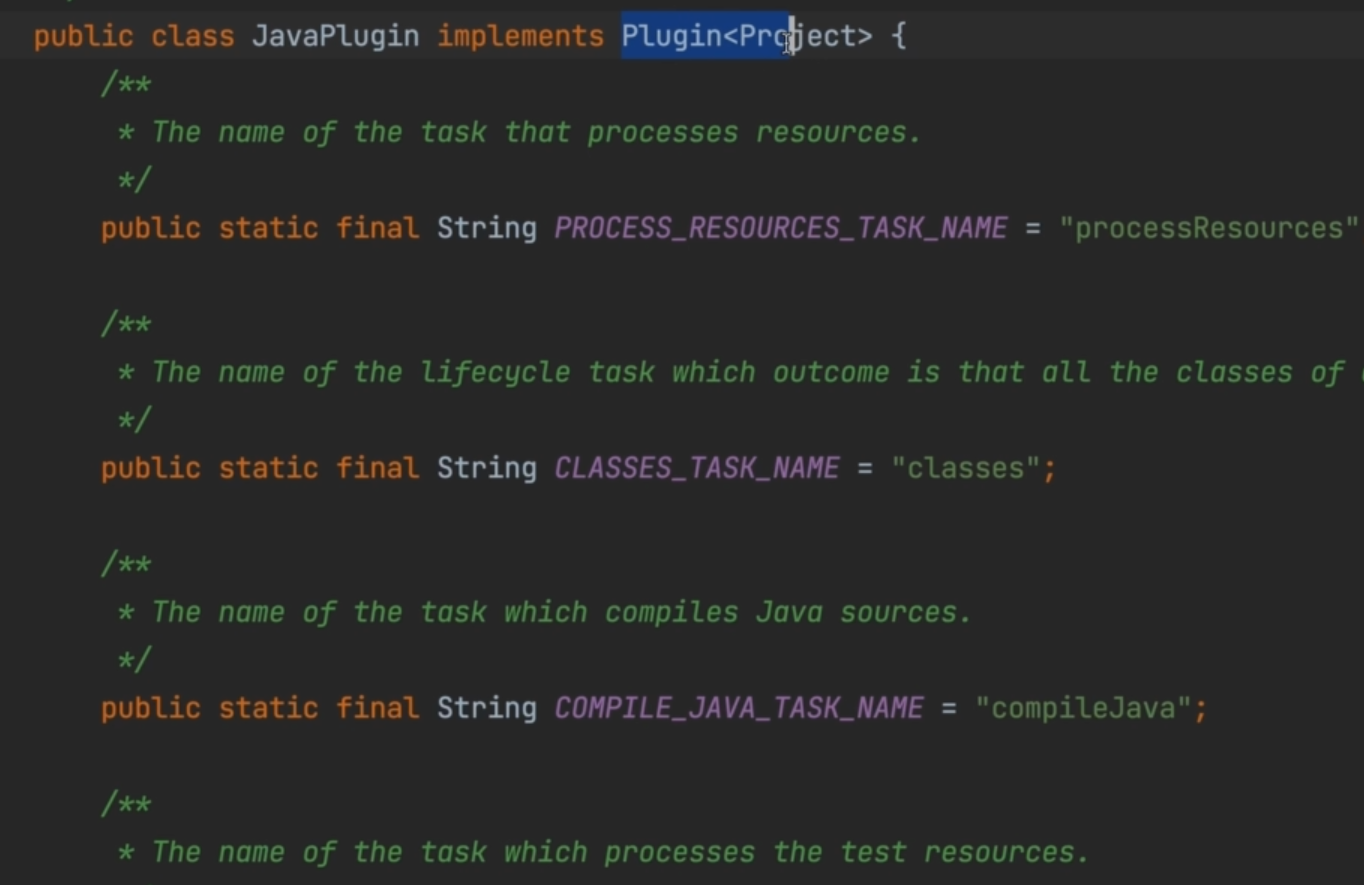 public class JavaPlugin implements Plugin<Project> {
/**
* The name of the task that processes resources.
*/
public static final String PROCESS_RESOURCES_TASK_NAME = "processResources"
/**
* The name of the lifecycle task which outcome is that all the classes of
*/
public static final String CLASSES_TASK_NAME = "classes";
/**
* The name of the task which compiles Java sources.
*/
public static final String COMPILE_JAVA_TASK_NAME = "compileJava";
/**
* The name of the task which processes the test resources.